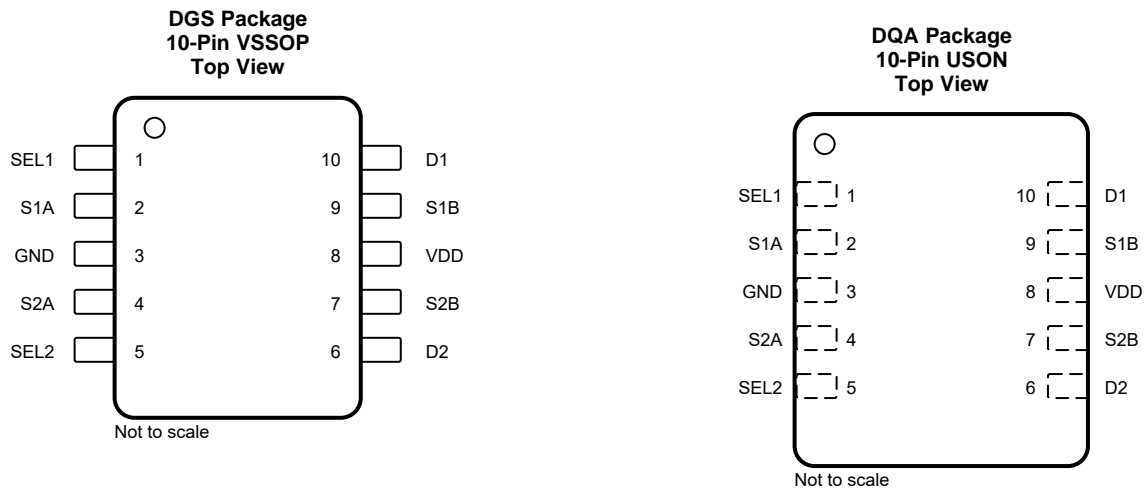 DGS Package
10-Pin VSSOP
Top View
SEL1 1 10 D1
S1A 2 9 S1B
GND 3 8 VDD
S2A 4 7 S2B
SEL2 5 6 D2
Not to scale
DQA Package
10-Pin USON
Top View
SEL1 1 10 D1
S1A 2 9 S1B
GND 3 8 VDD
S2A 4 7 S2B
SEL2 5 6 D2
Not to scale